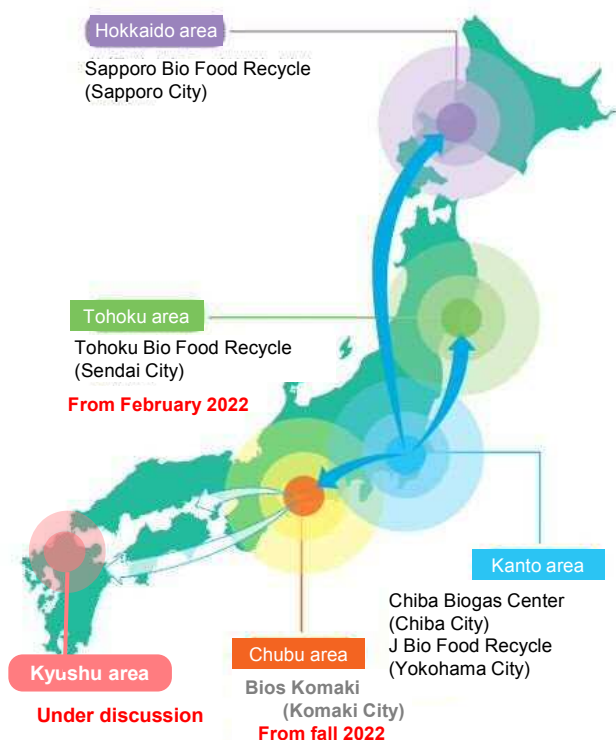 Hokkaido area
Sapporo Bio Food Recycle
(Sapporo City)
Tohoku area
Tohoku Bio Food Recycle
(Sendai City)
From February 2022
Kanto area
Chiba Biogas Center
(Chiba City)
J Bio Food Recycle
(Yokohama City)
Chubu area
Bios Komaki
(Komaki City)
From fall 2022
Kyushu area
Under discussion